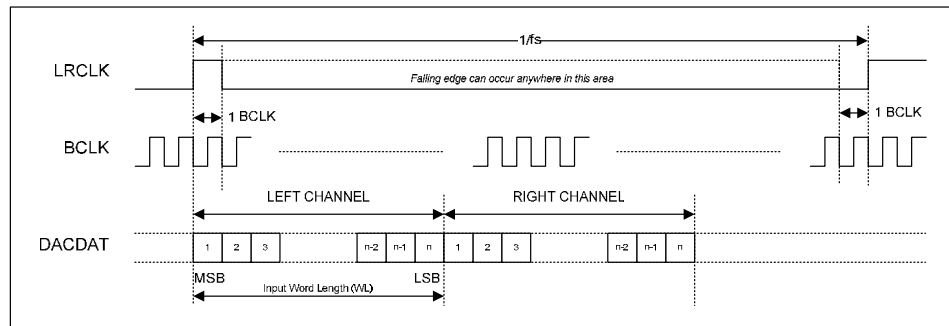 1/fs
LRCLK
Falling edge can occur anywhere in this area
1 BCLK
1 BCLK
BCLK
LEFT CHANNEL
RIGHT CHANNEL
DACDAT
1 2 3 n-2 n-1 n 1 2 3 n-2 n-1 n
MSB
LSB
Input Word Length (WL)